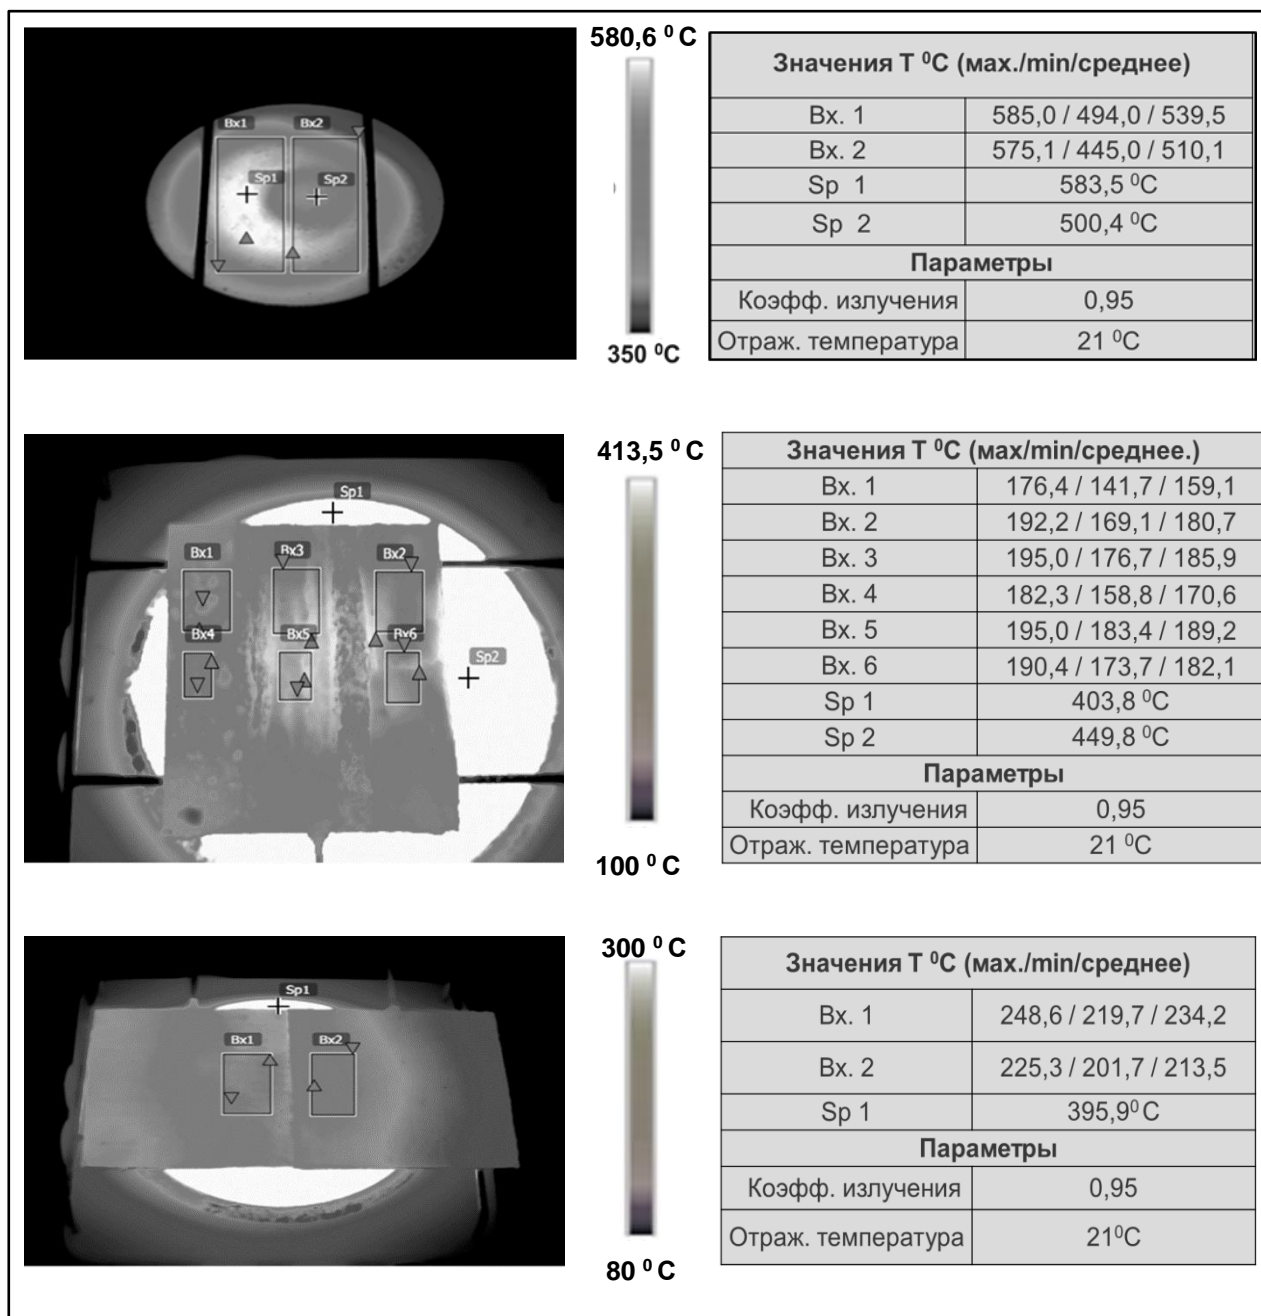 580,6 ⁰ C
Bx1 Bx2
Sp1 Sp2
350 ⁰C
Значения T ⁰C (мах./min/среднее)
Вх. 1 585,0 / 494,0 / 539,5
Вх. 2 575,1 / 445,0 / 510,1
Sp 1 583,5 ⁰C
Sp 2 500,4 ⁰C
Параметры
Коэфф. излучения 0,95
Отраж. температура 21 ⁰C
413,5 ⁰ C
Sp1
Bx1 Bx3 Bx2
Bx4 Bx5 Bx6
Sp2
100 ⁰ C
Значения T ⁰C (мах/min/среднее.)
Вх. 1 176,4 / 141,7 / 159,1
Вх. 2 192,2 / 169,1 / 180,7
Вх. 3 195,0 / 176,7 / 185,9
Вх. 4 182,3 / 158,8 / 170,6
Вх. 5 195,0 / 183,4 / 189,2
Вх. 6 190,4 / 173,7 / 182,1
Sp 1 403,8 ⁰C
Sp 2 449,8 ⁰C
Параметры
Коэфф. излучения 0,95
Отраж. температура 21 ⁰C
300 ⁰ C
Sp1
Bx1 Bx2
80 ⁰ C
Значения T ⁰C (мах./min/среднее)
Вх. 1 248,6 / 219,7 / 234,2
Вх. 2 225,3 / 201,7 / 213,5
Sp 1 395,9⁰ C
Параметры
Коэфф. излучения 0,95
Отраж. температура 21⁰C